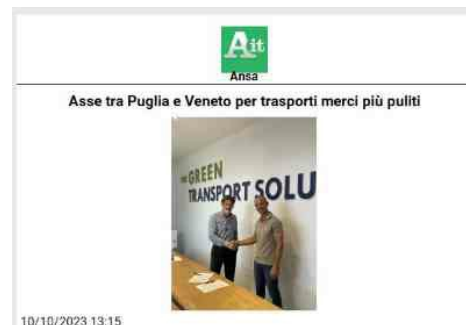 Ait
Ansa
Asse tra Puglia e Veneto per trasporti merci più puliti
GREEN
TRANSPORT SOLU
10/10/2023 13:15